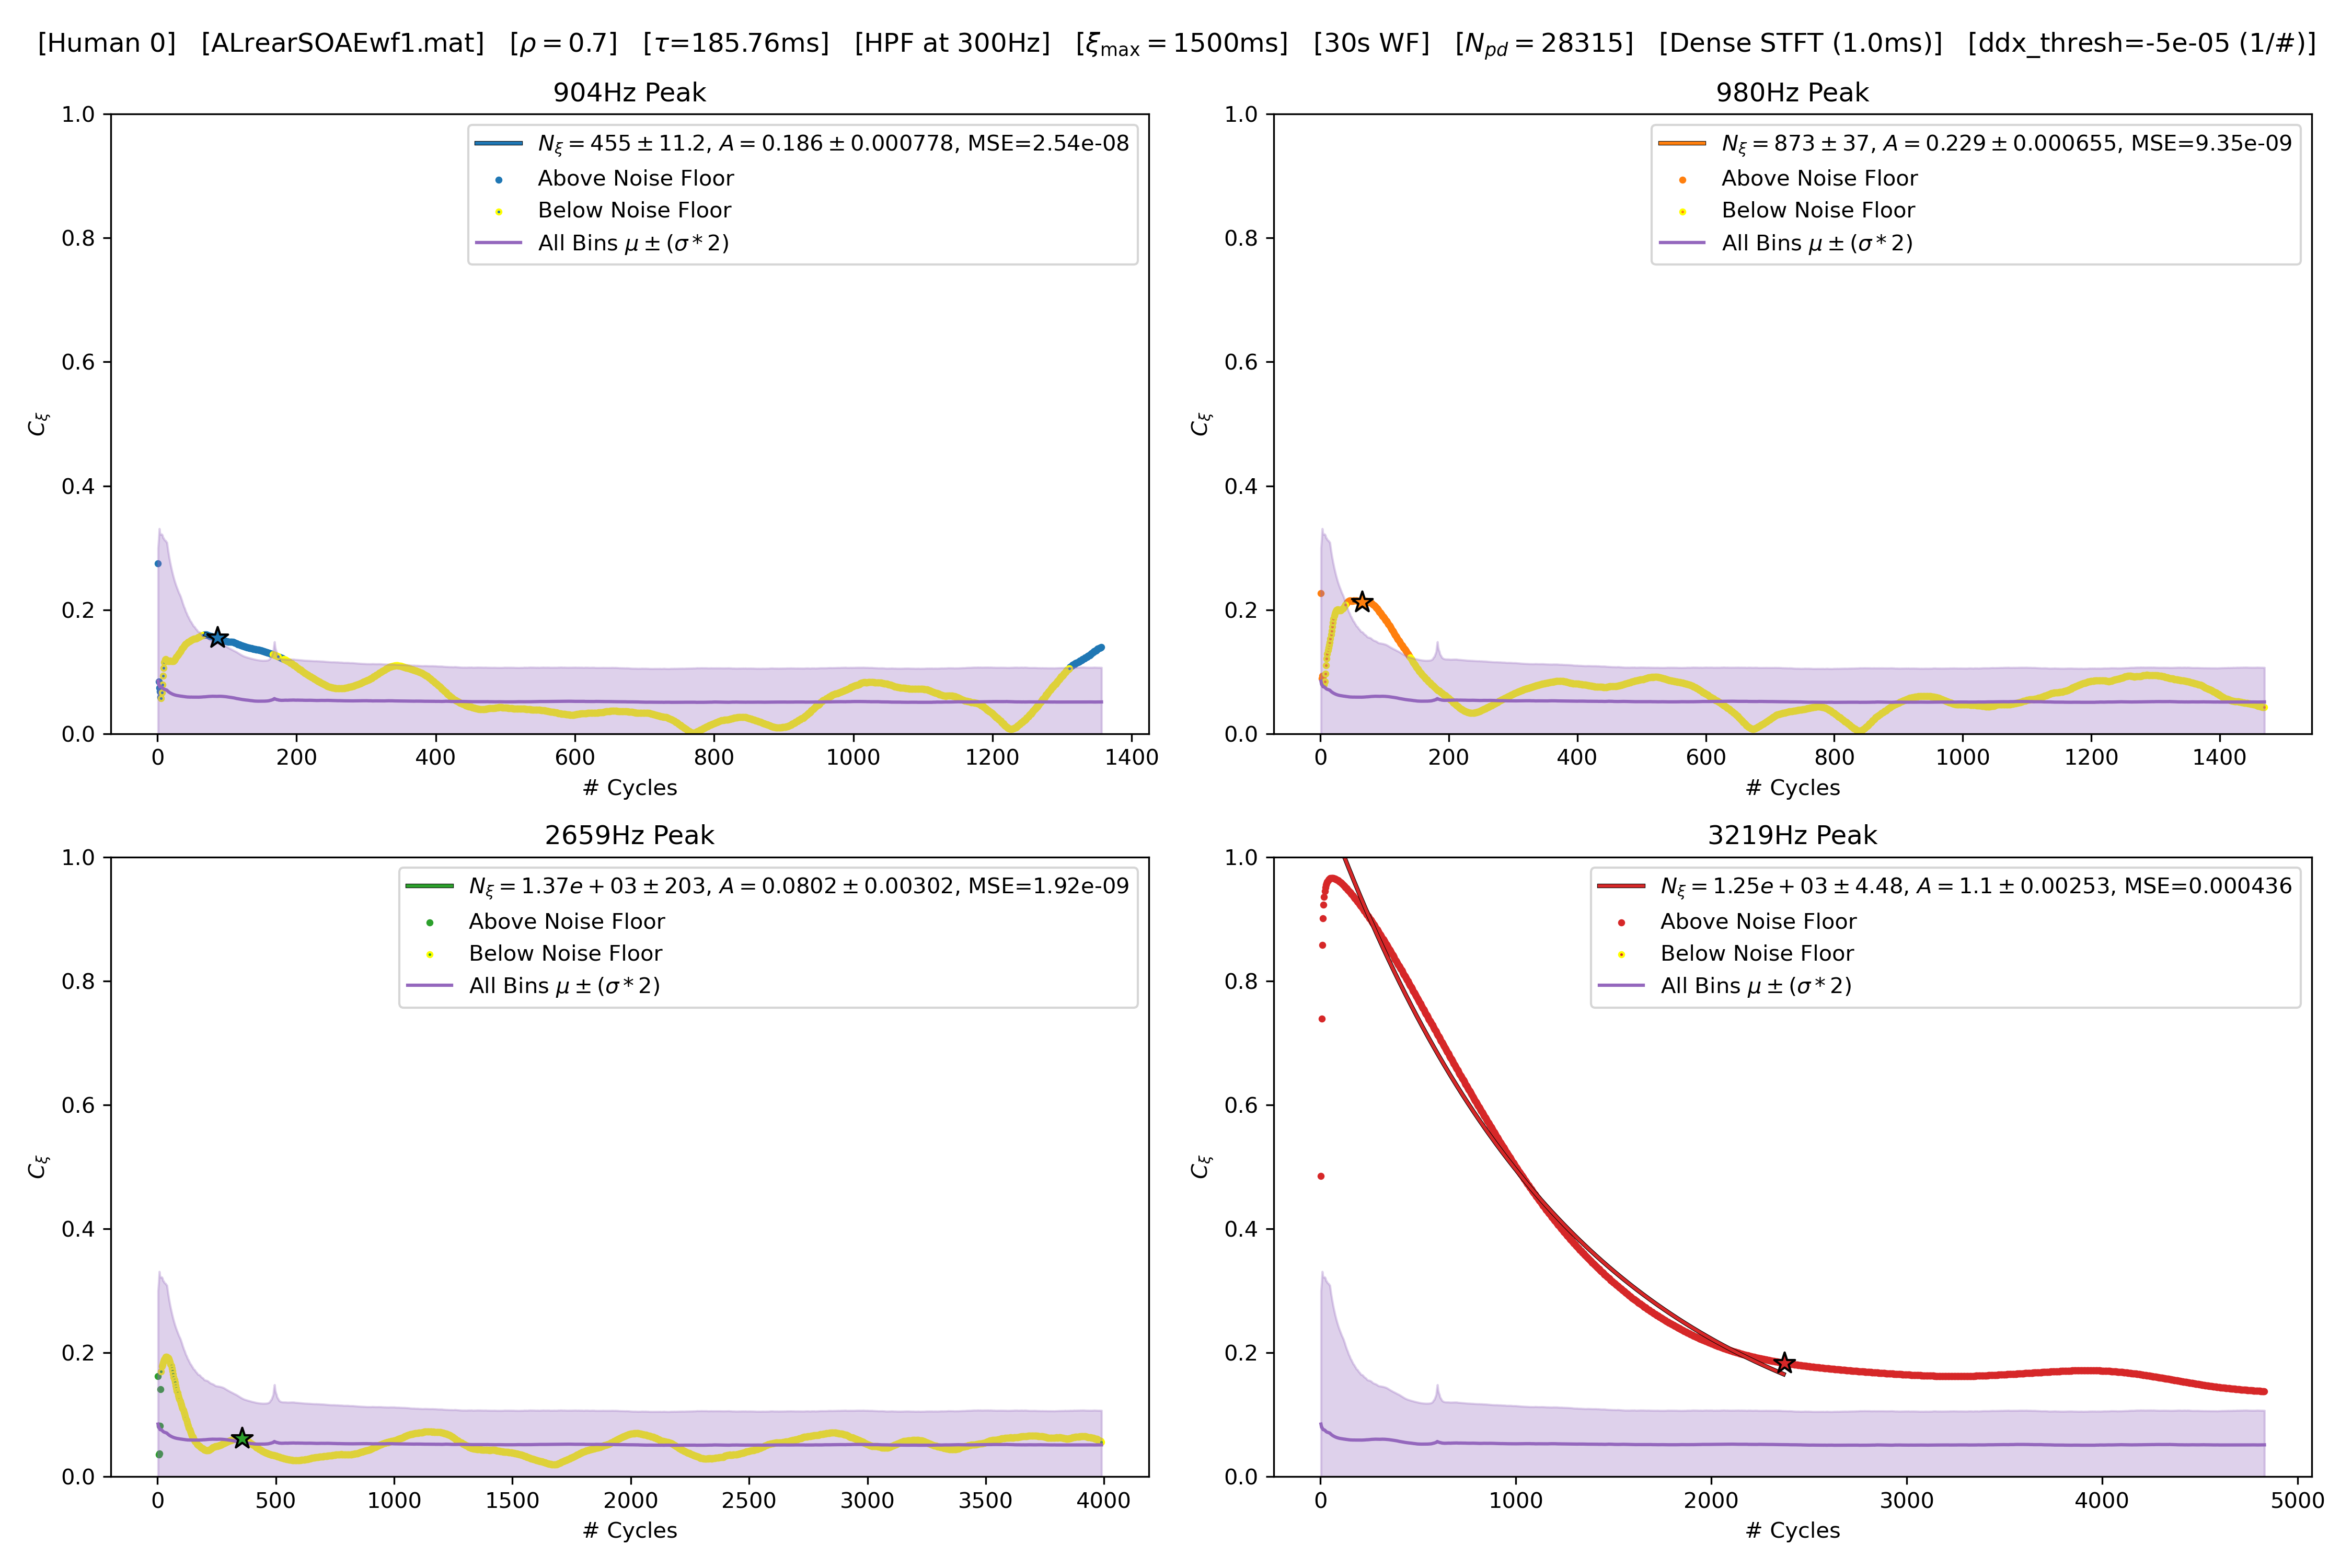 [Human 0] [ALrearSOAEwf1.mat] [ρ = 0.7] [τ=185.76ms] [HPF at 300Hz] [ξmax = 1500ms] [30s WF] [Npd = 28315] [Dense STFT (1.0ms)] [ddx_thresh=-5e-05 (1/#)]
904Hz Peak
Nξ = 455 ± 11.2, A = 0.186 ± 0.000778, MSE=2.54e-08
Above Noise Floor
Below Noise Floor
All Bins μ ± (σ * 2)
1.0
0.8
0.6
0.4
0.2
0.0
Cξ
0 200 400 600 800 1000 1200 1400
# Cycles
980Hz Peak
Nξ = 873 ± 37, A = 0.229 ± 0.000655, MSE=9.35e-09
Above Noise Floor
Below Noise Floor
All Bins μ ± (σ * 2)
1.0
0.8
0.6
0.4
0.2
0.0
Cξ
0 200 400 600 800 1000 1200 1400
# Cycles
2659Hz Peak
Nξ = 1.37e + 03 ± 203, A = 0.0802 ± 0.00302, MSE=1.92e-09
Above Noise Floor
Below Noise Floor
All Bins μ ± (σ * 2)
1.0
0.8
0.6
0.4
0.2
0.0
Cξ
0 500 1000 1500 2000 2500 3000 3500 4000
# Cycles
3219Hz Peak
Nξ = 1.25e + 03 ± 4.48, A = 1.1 ± 0.00253, MSE=0.000436
Above Noise Floor
Below Noise Floor
All Bins μ ± (σ * 2)
1.0
0.8
0.6
0.4
0.2
0.0
Cξ
0 1000 2000 3000 4000 5000
# Cycles